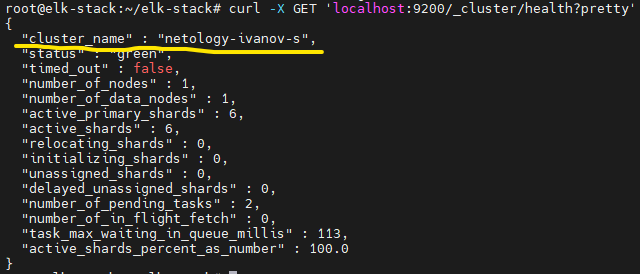 root@elk-stack:~/elk-stack# curl -X GET 'localhost:9200/_cluster/health?pretty'
{
  "cluster_name" : "netology-ivanov-s",
  "status" : "green",
  "timed_out" : false,
  "number_of_nodes" : 1,
  "number_of_data_nodes" : 1,
  "active_primary_shards" : 6,
  "active_shards" : 6,
  "relocating_shards" : 0,
  "initializing_shards" : 0,
  "unassigned_shards" : 0,
  "delayed_unassigned_shards" : 0,
  "number_of_pending_tasks" : 2,
  "number_of_in_flight_fetch" : 0,
  "task_max_waiting_in_queue_millis" : 113,
  "active_shards_percent_as_number" : 100.0
}